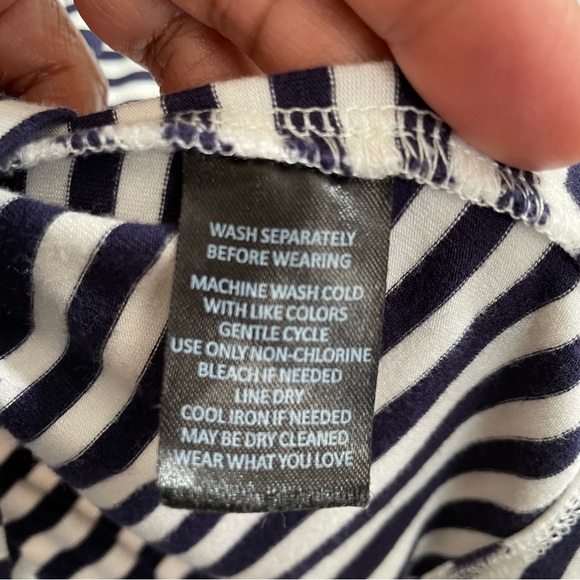 WASH SEPARATELY
BEFORE WEARING
MACHINE WASH COLD
WITH LIKE COLORS
GENTLE CYCLE
USE ONLY NON-CHLORINE
BLEACH IF NEEDED
LINE DRY
COOL IRON IF NEEDED
MAY BE DRY CLEANED
WEAR WHAT YOU LOVE